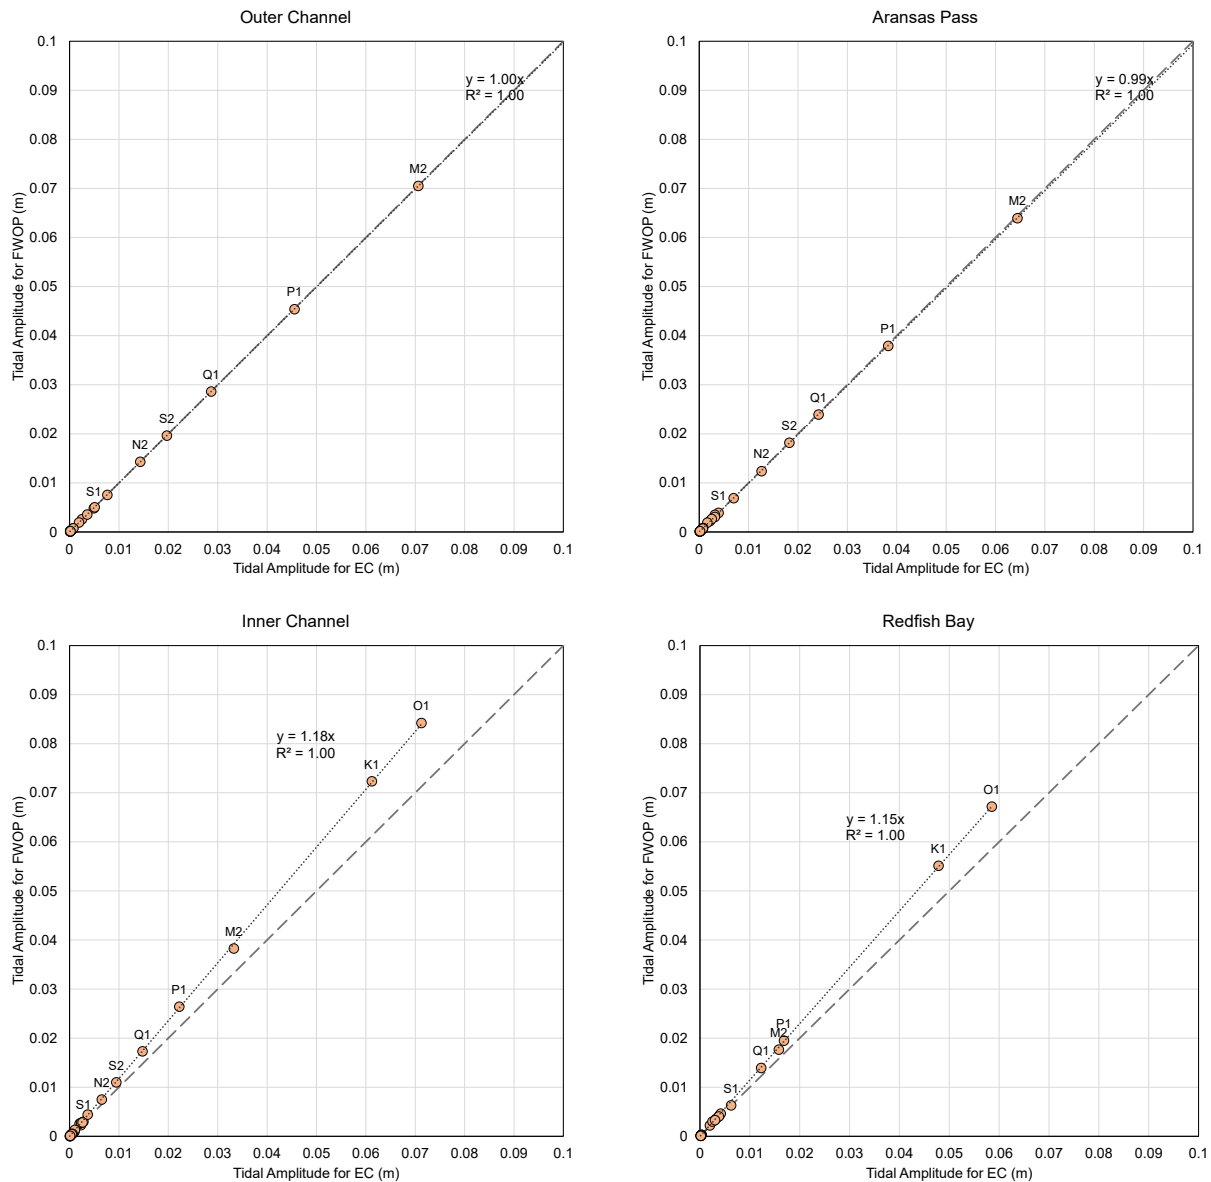 Outer Channel
0.1
0.09
0.08
0.07
0.06
0.05
0.04
0.03
0.02
0.01
0
Tidal Amplitude for FWOP (m)
y = 1.00x
R² = 1.00
M2
P1
Q1
S2
N2
S1
0 0.01 0.02 0.03 0.04 0.05 0.06 0.07 0.08 0.09 0.1
Tidal Amplitude for EC (m)
Aransas Pass
0.1
0.09
0.08
0.07
0.06
0.05
0.04
0.03
0.02
0.01
0
Tidal Amplitude for FWOP (m)
y = 0.99x
R² = 1.00
M2
P1
Q1
S2
N2
S1
0 0.01 0.02 0.03 0.04 0.05 0.06 0.07 0.08 0.09 0.1
Tidal Amplitude for EC (m)
Inner Channel
0.1
0.09
0.08
0.07
0.06
0.05
0.04
0.03
0.02
0.01
0
Tidal Amplitude for FWOP (m)
O1
y = 1.18x
R² = 1.00
K1
M2
P1
Q1
S2
N2
S1
0 0.01 0.02 0.03 0.04 0.05 0.06 0.07 0.08 0.09 0.1
Tidal Amplitude for EC (m)
Redfish Bay
0.1
0.09
0.08
0.07
0.06
0.05
0.04
0.03
0.02
0.01
0
Tidal Amplitude for FWOP (m)
O1
y = 1.15x
R² = 1.00
K1
P1
M2
Q1
S1
0 0.01 0.02 0.03 0.04 0.05 0.06 0.07 0.08 0.09 0.1
Tidal Amplitude for EC (m)